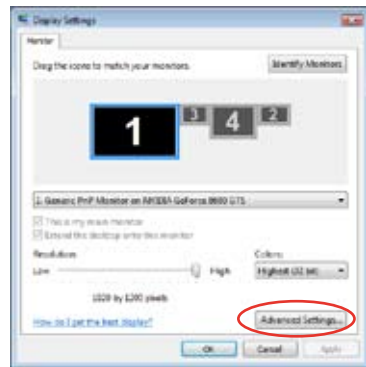 Display Settings
Monitor
Drag the icons to match your monitors.
Identify Monitors
1
3
4
2
1. Generic PnP Monitor on NVIDIA GeForce 8600 GTS
This is my main monitor
Extend the desktop onto this monitor
Resolution:
Colors:
Low
High
Highest (32 bit)
1920 by 1200 pixels
How do I get the best display?
Advanced Settings...
OK
Cancel
Apply